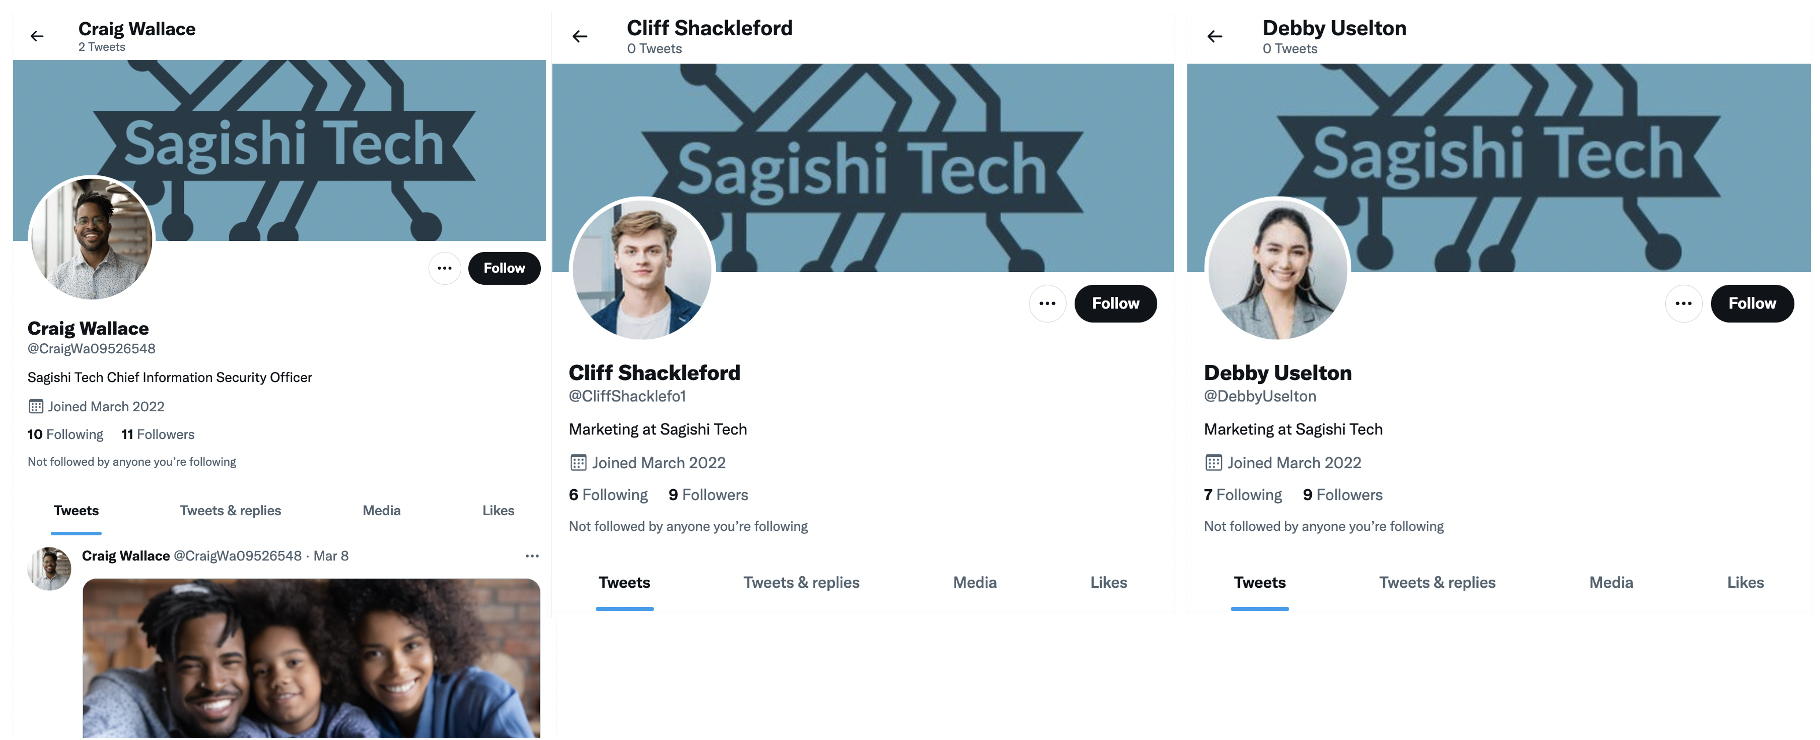 Craig Wallace
2 Tweets
Sagishi Tech
Follow
Craig Wallace
@CraigWa09526548
Sagishi Tech Chief Information Security Officer
Joined March 2022
10 Following 11 Followers
Not followed by anyone you're following
Tweets Tweets & replies Media Likes
Craig Wallace @CraigWa09526548 · Mar 8
Cliff Shackleford
0 Tweets
Sagishi Tech
Follow
Cliff Shackleford
@CliffShacklefo1
Marketing at Sagishi Tech
Joined March 2022
6 Following 9 Followers
Not followed by anyone you're following
Tweets Tweets & replies Media Likes
Debby Uselton
0 Tweets
Sagishi Tech
Follow
Debby Uselton
@DebbyUselton
Marketing at Sagishi Tech
Joined March 2022
7 Following 9 Followers
Not followed by anyone you're following
Tweets Tweets & replies Media Likes